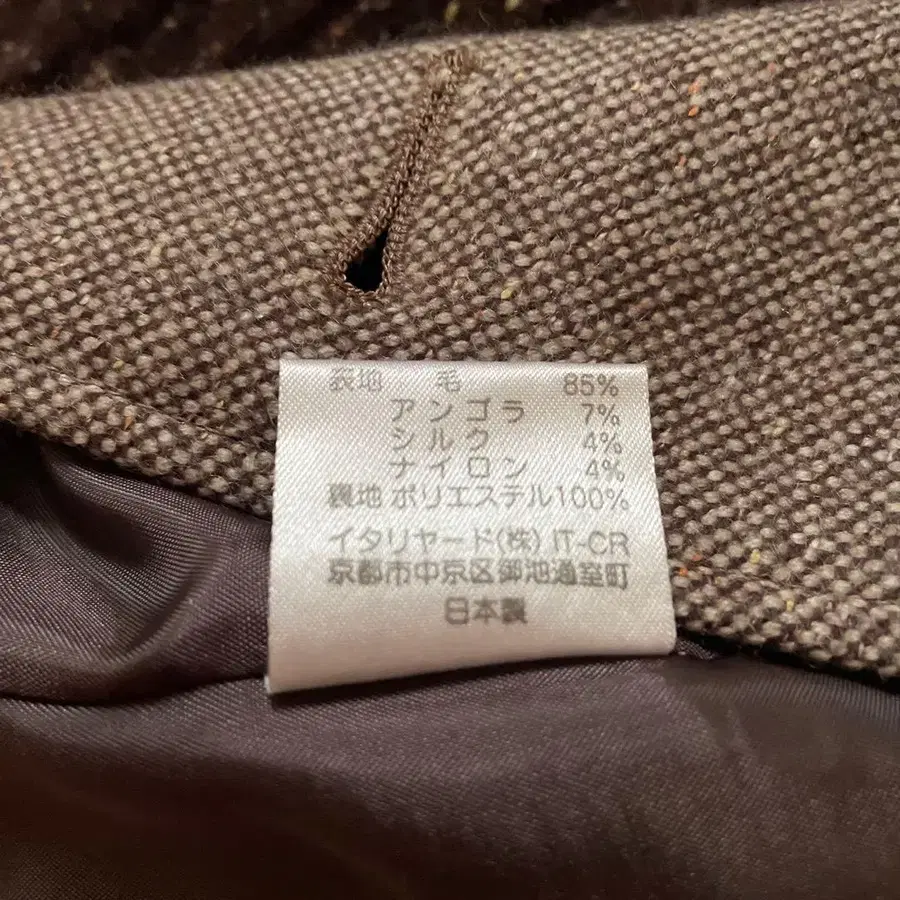 表地 毛 85%
アンゴラ 7%
シルク 4%
ナイロン 4%
裏地 ポリエステル100%
イタリヤード(株) IT-CR
京都市中京区御池通室町
日本製